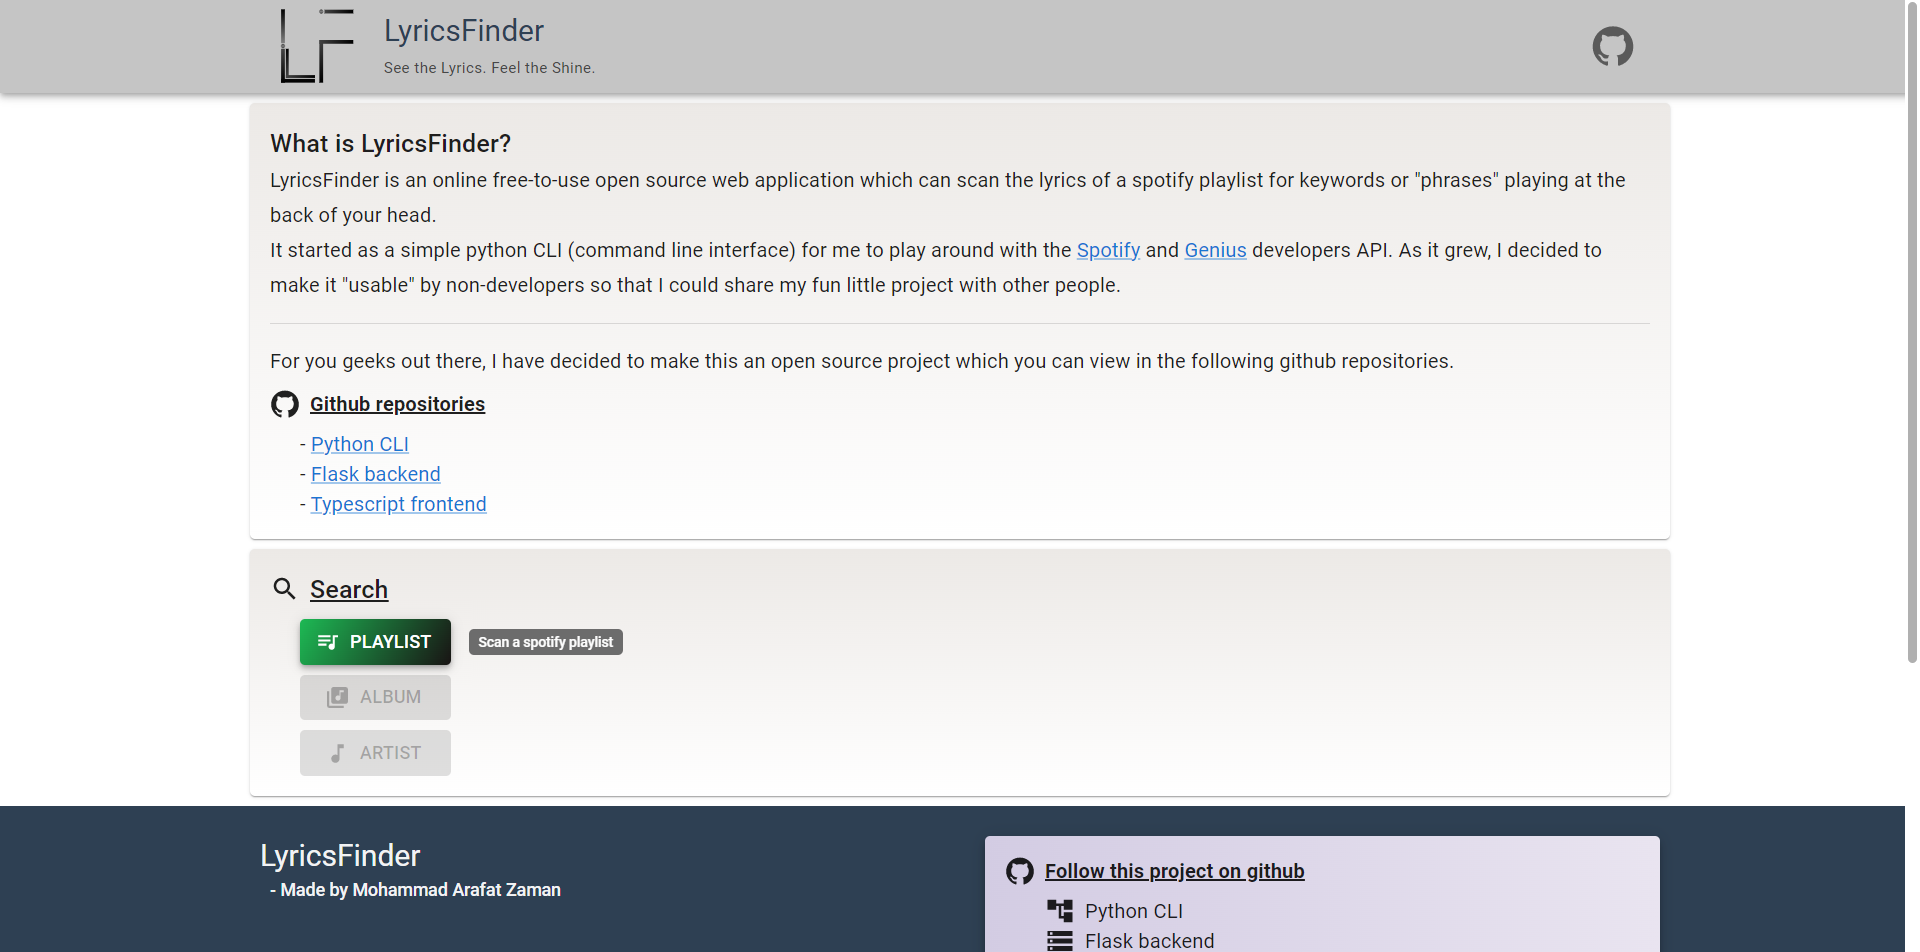 LF
LyricsFinder
See the Lyrics. Feel the Shine.
What is LyricsFinder?
LyricsFinder is an online free-to-use open source web application which can scan the lyrics of a spotify playlist for keywords or "phrases" playing at the
back of your head.
It started as a simple python CLI (command line interface) for me to play around with the Spotify and Genius developers API. As it grew, I decided to
make it "usable" by non-developers so that I could share my fun little project with other people.
For you geeks out there, I have decided to make this an open source project which you can view in the following github repositories.
Github repositories
- Python CLI
- Flask backend
- Typescript frontend
Search
PLAYLIST
Scan a spotify playlist
ALBUM
ARTIST
LyricsFinder
- Made by Mohammad Arafat Zaman
Follow this project on github
Python CLI
Flask backend